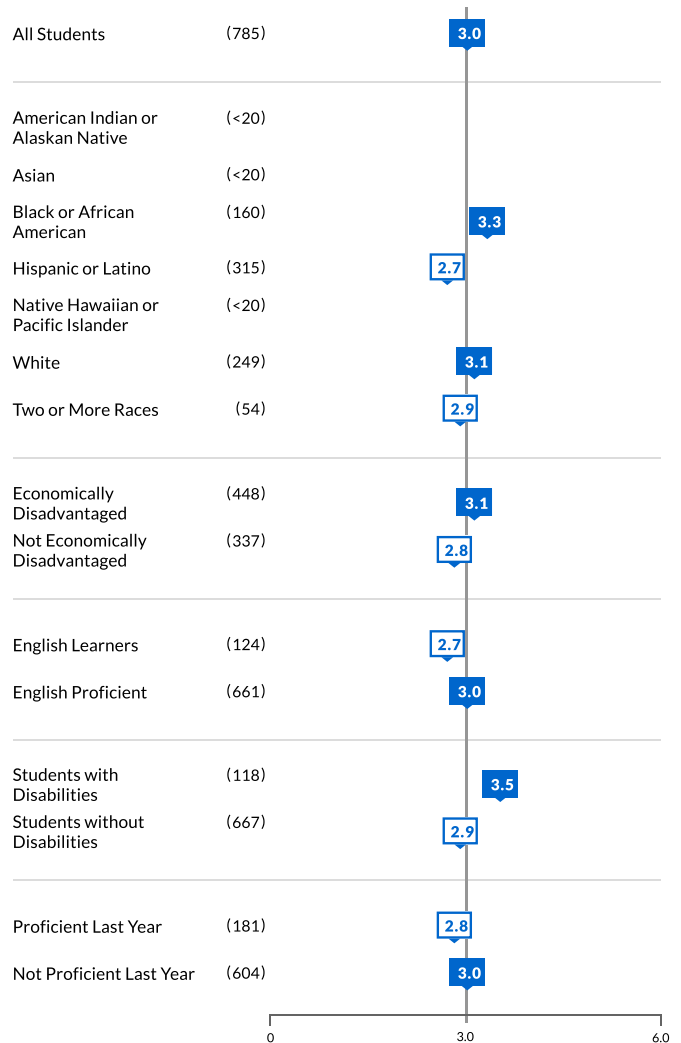 All Students (785) 3.0
American Indian or (<20)
Alaskan Native
Asian (<20)
Black or African (160) 3.3
American
Hispanic or Latino (315) 2.7
Native Hawaiian or (<20)
Pacific Islander
White (249) 3.1
Two or More Races (54) 2.9
Economically (448) 3.1
Disadvantaged
Not Economically (337) 2.8
Disadvantaged
English Learners (124) 2.7
English Proficient (661) 3.0
Students with (118) 3.5
Disabilities
Students without (667) 2.9
Disabilities
Proficient Last Year (181) 2.8
Not Proficient Last Year (604) 3.0
0 3.0 6.0